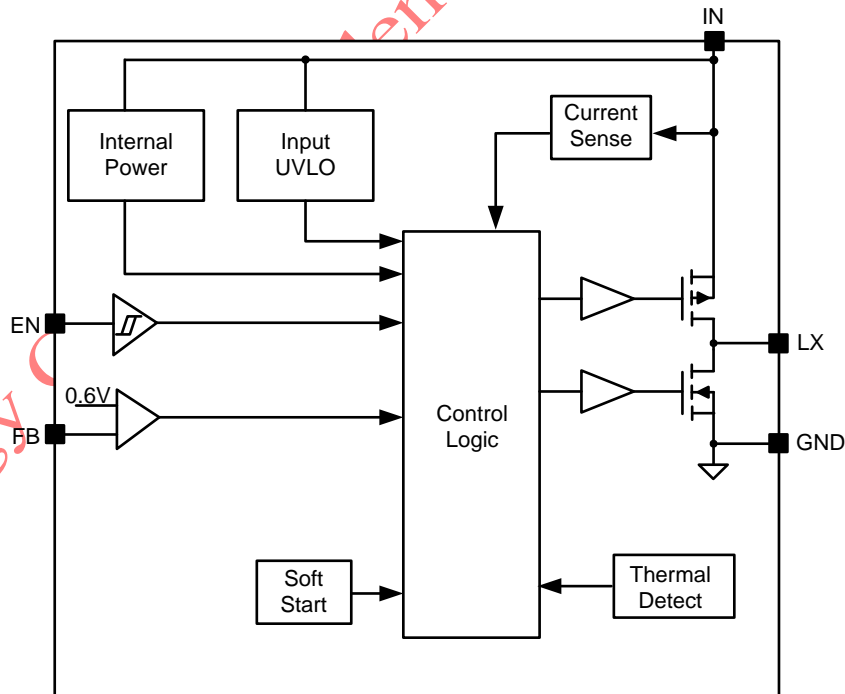 IN
Internal
Power
Input
UVLO
Current
Sense
EN
0.6V
FB
Control
Logic
LX
GND
Soft
Start
Thermal
Detect